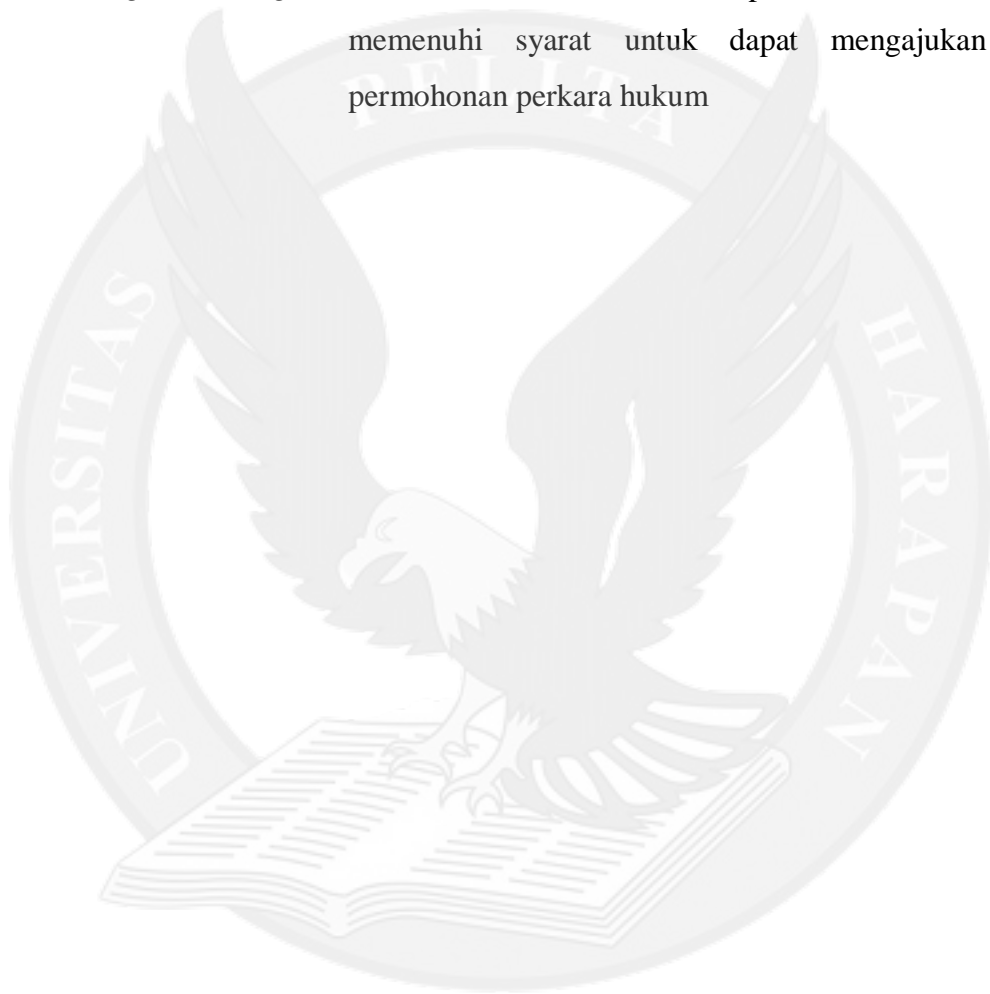 memenuhi syarat untuk dapat mengajukan
permohonan perkara hukum
UNIVERSITAS PELITA HARAPAN